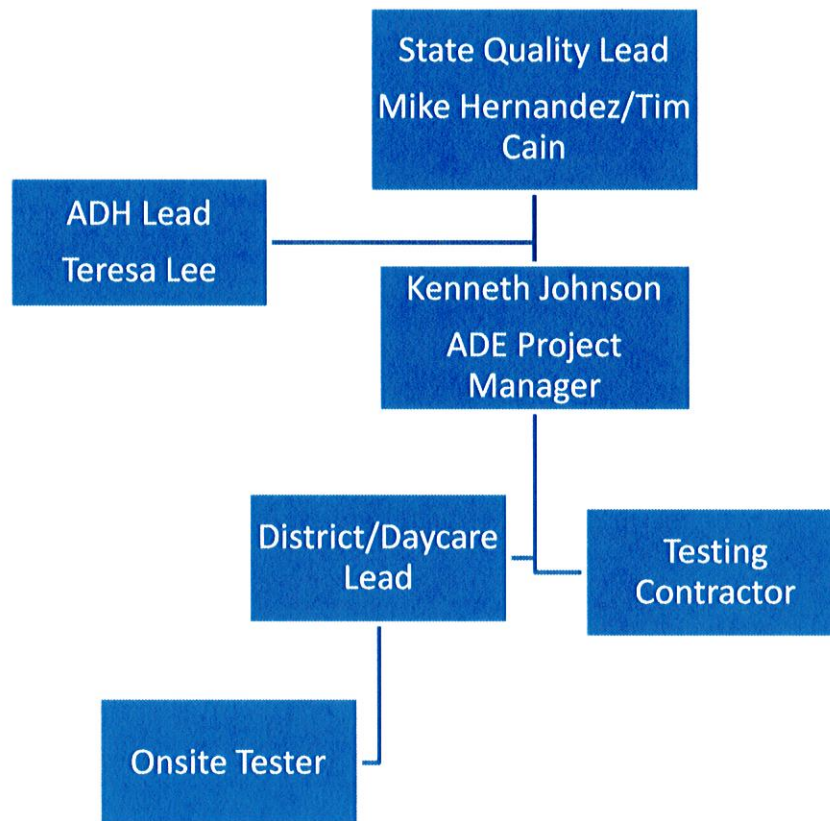 State Quality Lead
Mike Hernandez/Tim
Cain
ADH Lead
Teresa Lee
Kenneth Johnson
ADE Project
Manager
District/Daycare
Lead
Testing
Contractor
Onsite Tester